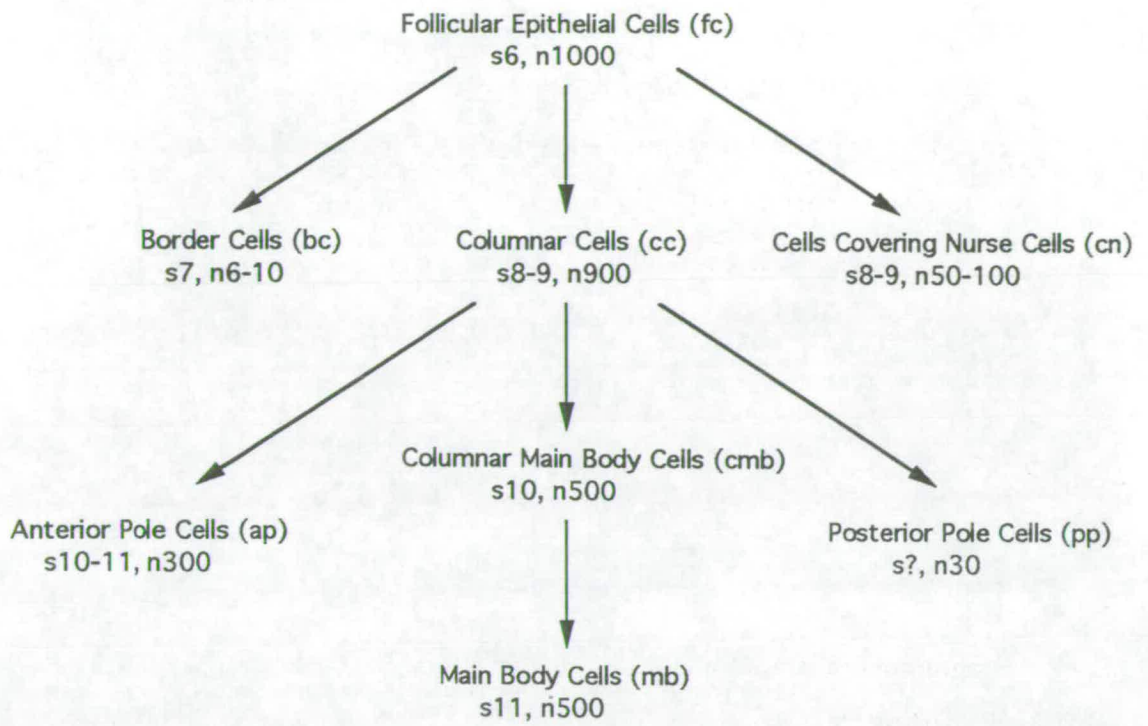 Follicular Epithelial Cells (fc)
s6, n1000
Border Cells (bc)
s7, n6-10
Columnar Cells (cc)
s8-9, n900
Cells Covering Nurse Cells (cn)
s8-9, n50-100
Columnar Main Body Cells (cmb)
s10, n500
Anterior Pole Cells (ap)
s10-11, n300
Posterior Pole Cells (pp)
s?, n30
Main Body Cells (mb)
s11, n500